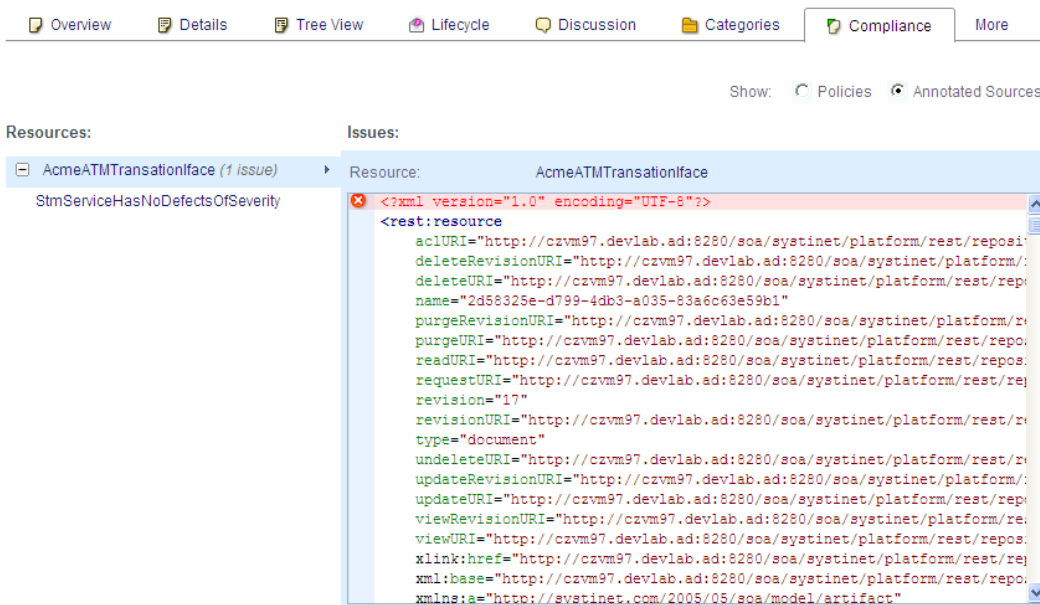 Overview Details Tree View Lifecycle Discussion Categories Compliance More
Show: Policies Annotated Sources
Resources: Issues:
AcmeATMTransationIface (1 issue) Resource: AcmeATMTransationIface
StmServiceHasNoDefectsOfSeverity
<?xml version="1.0" encoding="UTF-8"?>
<rest:resource
aclURI="http://czvm97.devlab.ad:8280/soa/systinet/platform/rest/reposi
deleteRevisionURI="http://czvm97.devlab.ad:8280/soa/systinet/platform/
deleteURI="http://czvm97.devlab.ad:8280/soa/systinet/platform/rest/rep
name="2d58325e-d799-4db3-a035-83a6c63e59b1"
purgeRevisionURI="http://czvm97.devlab.ad:8280/soa/systinet/platform/r
purgeURI="http://czvm97.devlab.ad:8280/soa/systinet/platform/rest/repo
readURI="http://czvm97.devlab.ad:8280/soa/systinet/platform/rest/repos
requestURI="http://czvm97.devlab.ad:8280/soa/systinet/platform/rest/re
revision="17"
revisionURI="http://czvm97.devlab.ad:8280/soa/systinet/platform/rest/r
type="document"
undeleteURI="http://czvm97.devlab.ad:8280/soa/systinet/platform/rest/r
updateRevisionURI="http://czvm97.devlab.ad:8280/soa/systinet/platform/
updateURI="http://czvm97.devlab.ad:8280/soa/systinet/platform/rest/rep
viewRevisionURI="http://czvm97.devlab.ad:8280/soa/systinet/platform/re
viewURI="http://czvm97.devlab.ad:8280/soa/systinet/platform/rest/repos
xlink:href="http://czvm97.devlab.ad:8280/soa/systinet/platform/rest/re
xml:base="http://czvm97.devlab.ad:8280/soa/systinet/platform/rest/repo
xmlns:a="http://systinet.com/2005/05/soa/model/artifact"